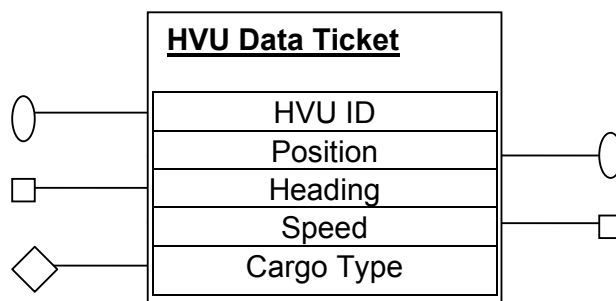 HVU Data Ticket
HVU ID
Position
Heading
Speed
Cargo Type